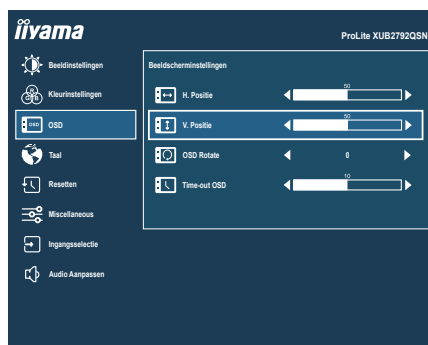 iiyama
ProLite XUB2792QSN
Beeldinstellingen
Kleurinstellingen
R
G B
OSD OSD
Taal
Resetten
Miscellaneous
Ingangsselectie
Audio Aanpassen
Beeldscherminstellingen
H. Positie 50
V. Positie 50
OSD Rotate 0
Time-out OSD 10